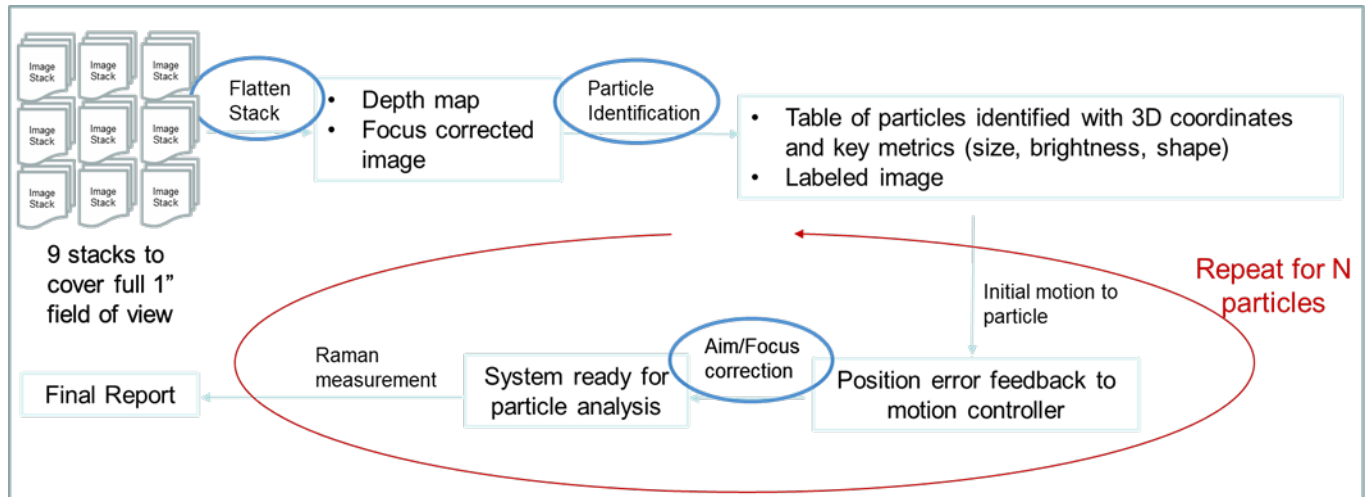 Image
Stack
Image
Stack
Image
Stack
Image
Stack
Image
Stack
Image
Stack
Image
Stack
Image
Stack
Image
Stack
9 stacks to
cover full 1”
field of view
Flatten
Stack
• Depth map
• Focus corrected
image
Particle
Identification
• Table of particles identified with 3D coordinates
and key metrics (size, brightness, shape)
• Labeled image
Repeat for N
particles
Initial motion to
particle
Position error feedback to
motion controller
Aim/Focus
correction
System ready for
particle analysis
Raman
measurement
Final Report